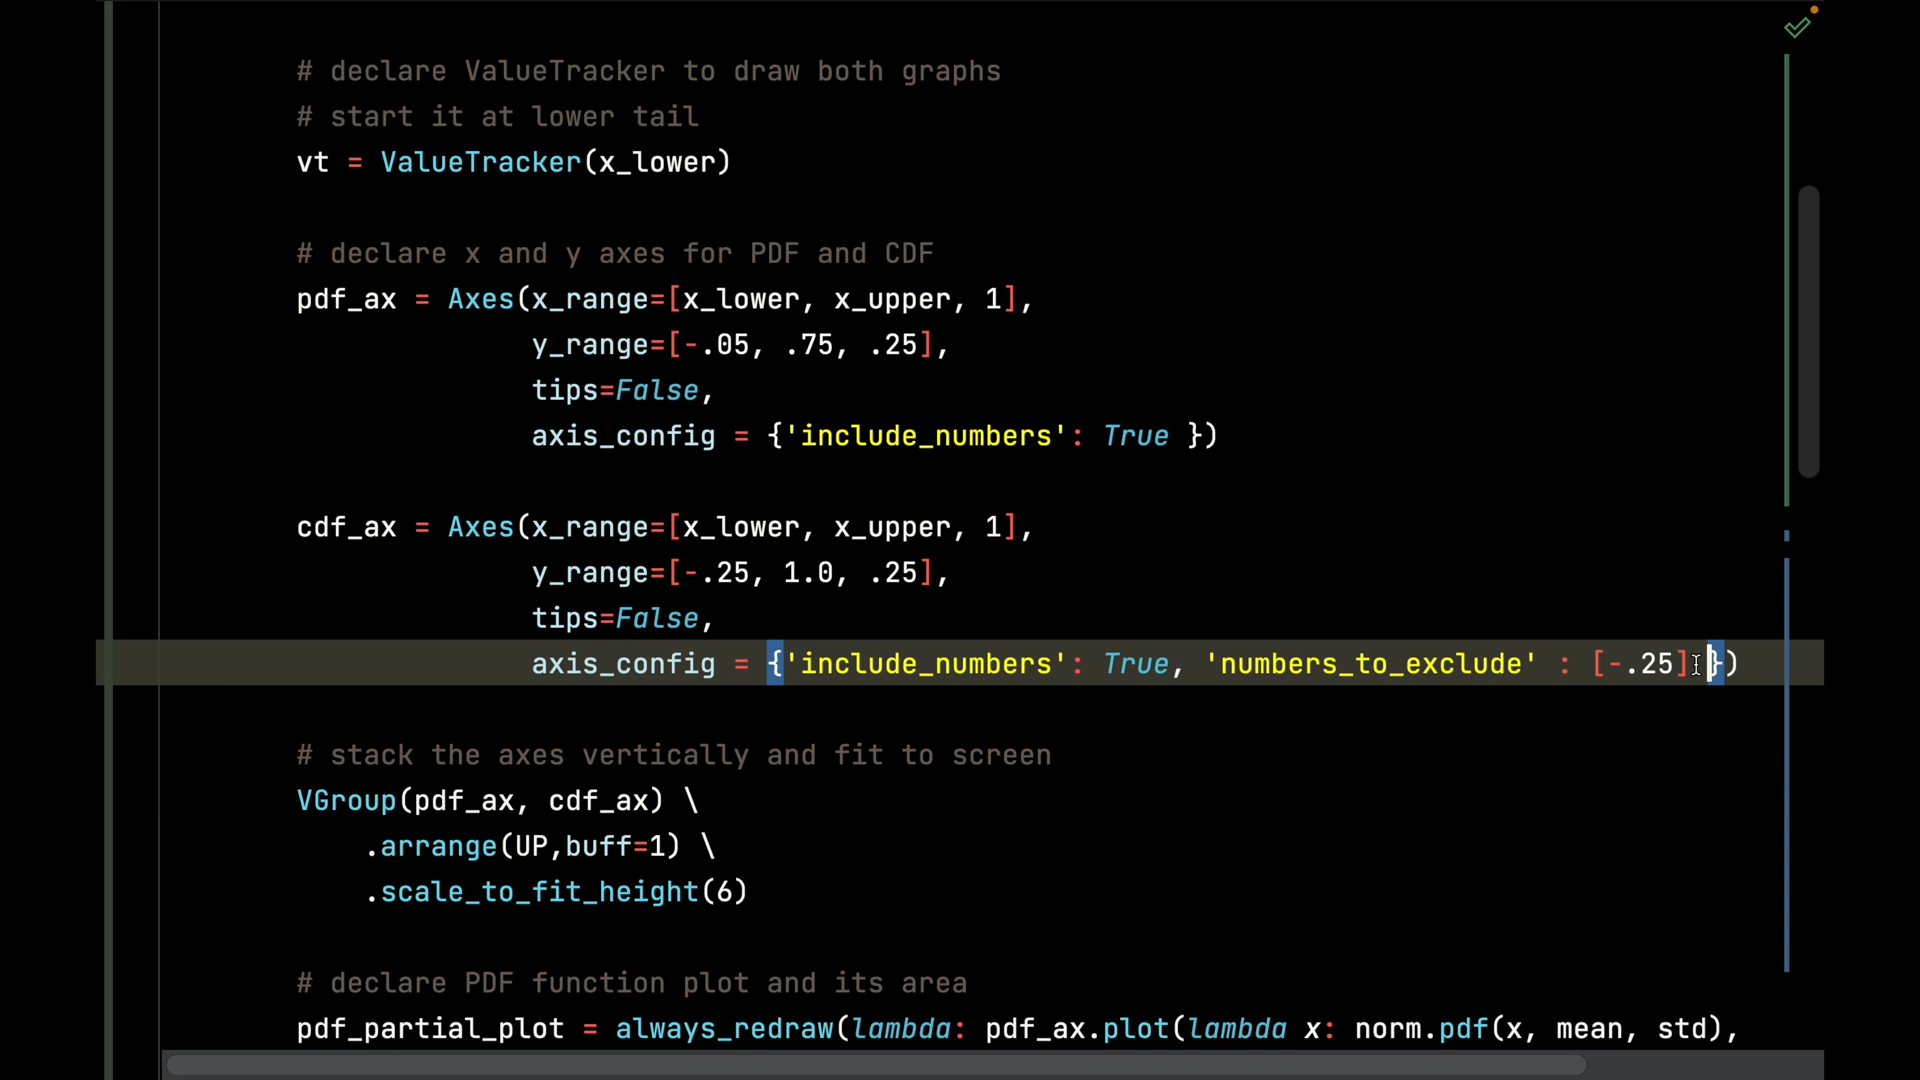 # declare ValueTracker to draw both graphs
# start it at lower tail
vt = ValueTracker(x_lower)
# declare x and y axes for PDF and CDF
pdf_ax = Axes(x_range=[x_lower, x_upper, 1],
y_range=[-.05, .75, .25],
tips=False,
axis_config = {'include_numbers': True })
cdf_ax = Axes(x_range=[x_lower, x_upper, 1],
y_range=[-.25, 1.0, .25],
tips=False,
axis_config = {'include_numbers': True, 'numbers_to_exclude' : [-.25] })
# stack the axes vertically and fit to screen
VGroup(pdf_ax, cdf_ax) \
.arrange(UP,buff=1) \
.scale_to_fit_height(6)
# declare PDF function plot and its area
pdf_partial_plot = always_redraw(lambda: pdf_ax.plot(lambda x: norm.pdf(x, mean, std),